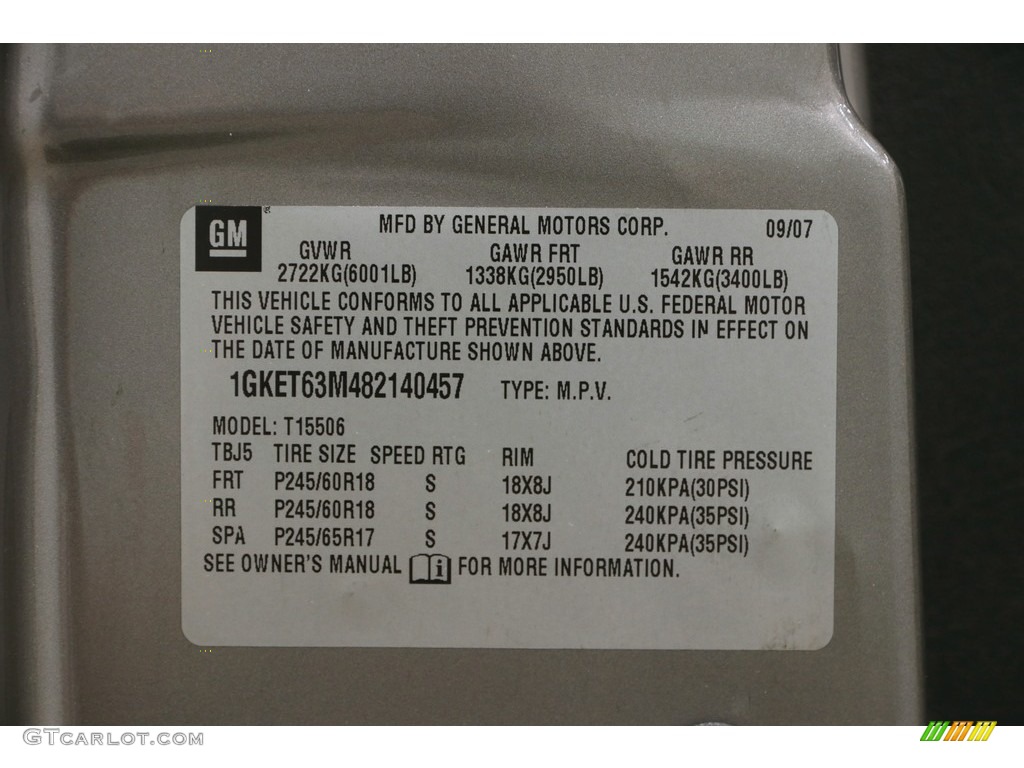 GM
MFD BY GENERAL MOTORS CORP. 09/07
GVWR GAWR FRT GAWR RR
2722KG(6001LB) 1338KG(2950LB) 1542KG(3400LB)
THIS VEHICLE CONFORMS TO ALL APPLICABLE U.S. FEDERAL MOTOR
VEHICLE SAFETY AND THEFT PREVENTION STANDARDS IN EFFECT ON
THE DATE OF MANUFACTURE SHOWN ABOVE.
1GKET63M482140457 TYPE: M.P.V.
MODEL: T15506
TBJ5 TIRE SIZE SPEED RTG RIM COLD TIRE PRESSURE
FRT P245/60R18 S 18X8J 210KPA(30PSI)
RR P245/60R18 S 18X8J 240KPA(35PSI)
SPA P245/65R17 S 17X7J 240KPA(35PSI)
SEE OWNER'S MANUAL i FOR MORE INFORMATION.
GTCARLOT.COM